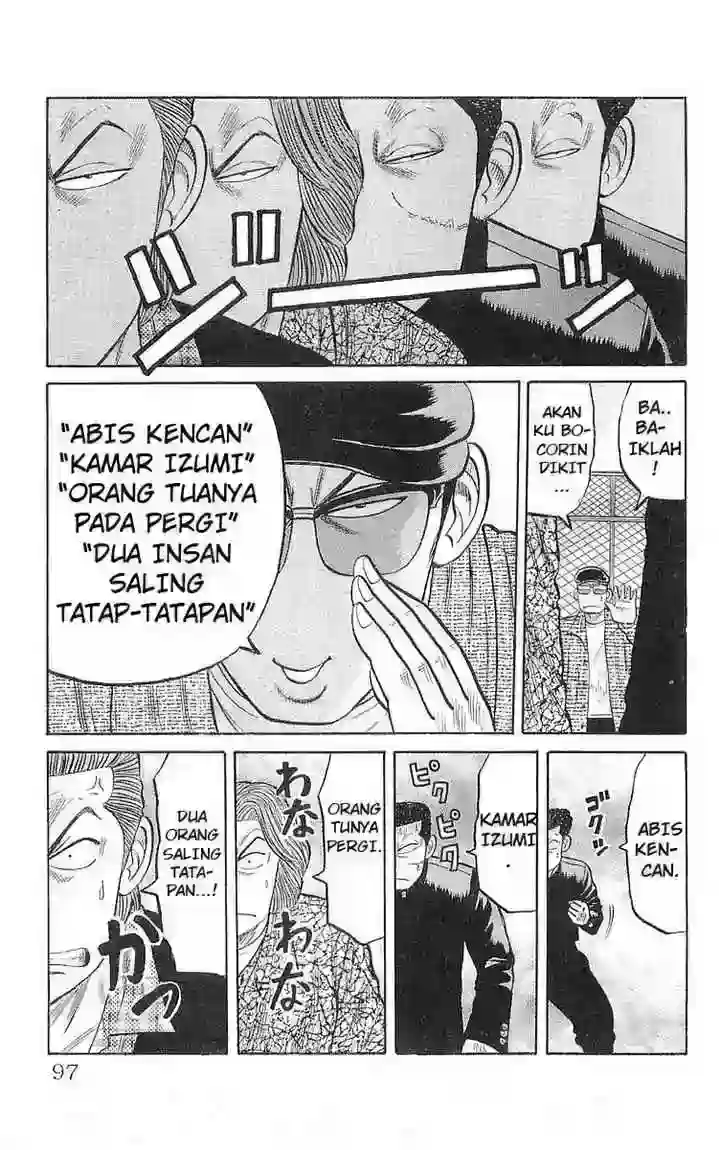 BA..
BA-
IKLAH
!
AKAN
KU BO-
CORIN
DIKIT
...
"ABIS KENCAN"
"KAMAR IZUMI"
"ORANG TUANYA
PADA PERGI"
"DUA INSAN
SALING
TATAP-TATAPAN"
ABIS
KEN-
CAN.
ゴクッ
KAMAR
IZUMI
.
ピク
ピク
ORANG
TUNYA
PERGI.
わな
わな
DUA
ORANG
SALING
TATA-
PAN...!
かっ
97